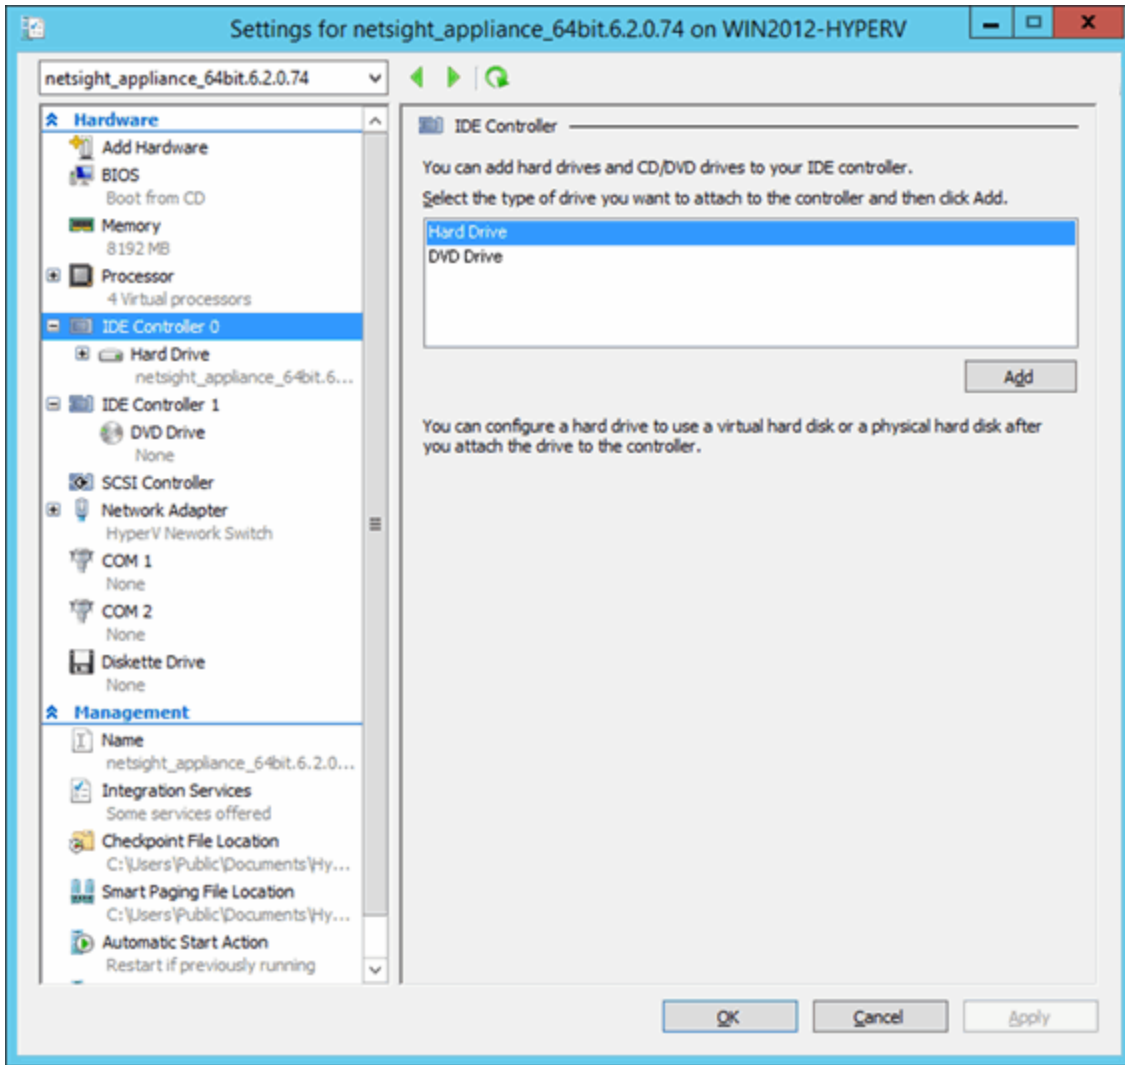 Settings for netsight_appliance_64bit.6.2.0.74 on WIN2012-HYPERV
netsight_appliance_64bit.6.2.0.74
Hardware
Add Hardware
BIOS
Boot from CD
Memory
8192 MB
Processor
4 Virtual processors
IDE Controller 0
Hard Drive
netsight_appliance_64bit.6...
IDE Controller 1
DVD Drive
None
SCSI Controller
Network Adapter
HyperV Nework Switch
COM 1
None
COM 2
None
Diskette Drive
None
Management
Name
netsight_appliance_64bit.6.2.0...
Integration Services
Some services offered
Checkpoint File Location
C:\Users\Public\Documents\Hy...
Smart Paging File Location
C:\Users\Public\Documents\Hy...
Automatic Start Action
Restart if previously running
IDE Controller
You can add hard drives and CD/DVD drives to your IDE controller.
Select the type of drive you want to attach to the controller and then click Add.
Hard Drive
DVD Drive
Add
You can configure a hard drive to use a virtual hard disk or a physical hard disk after
you attach the drive to the controller.
OK
Cancel
Apply